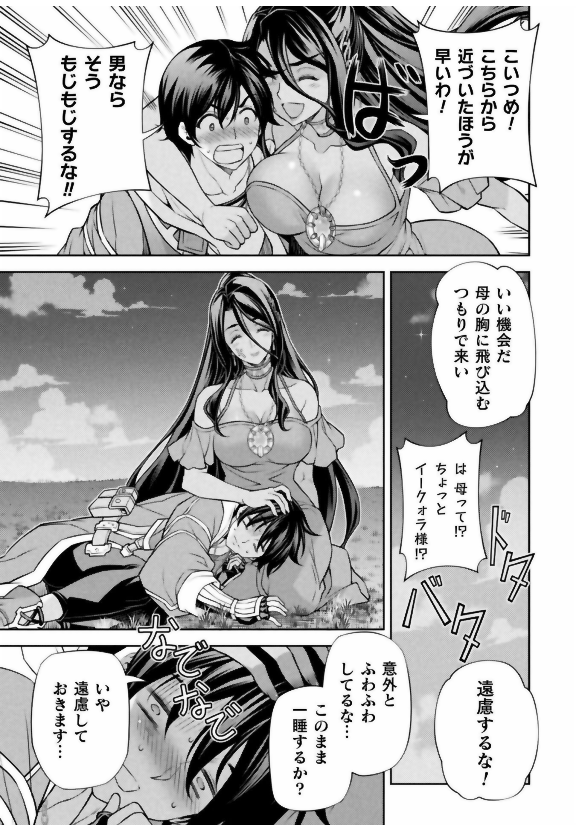 こいつめ！
こちらから
近づいたほうが
早いわ！
ばっ
男なら
そう
もじもじするな!!
いい機会だ
母の胸に飛び込む
つもりで来い
は 母って!?
ちょっと
イークォラ様!?
ドタ
バタ
遠慮するな！
なでなで
意外と
ふわふわ
してるな…
このまま
一睡するか？
いや
遠慮して
おきます…